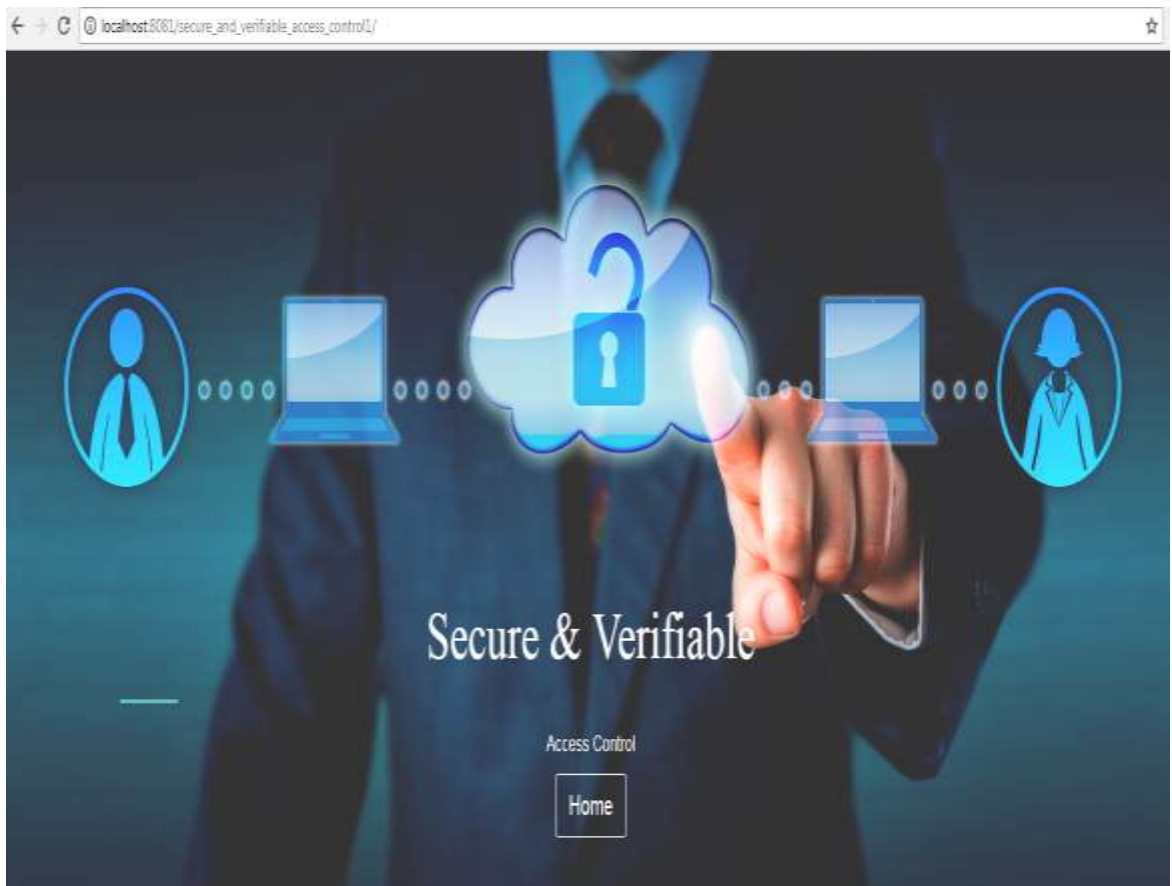 localhost:8081/secure_and_verifiable_access_control1/
Secure & Verifiable
Access Control
Home